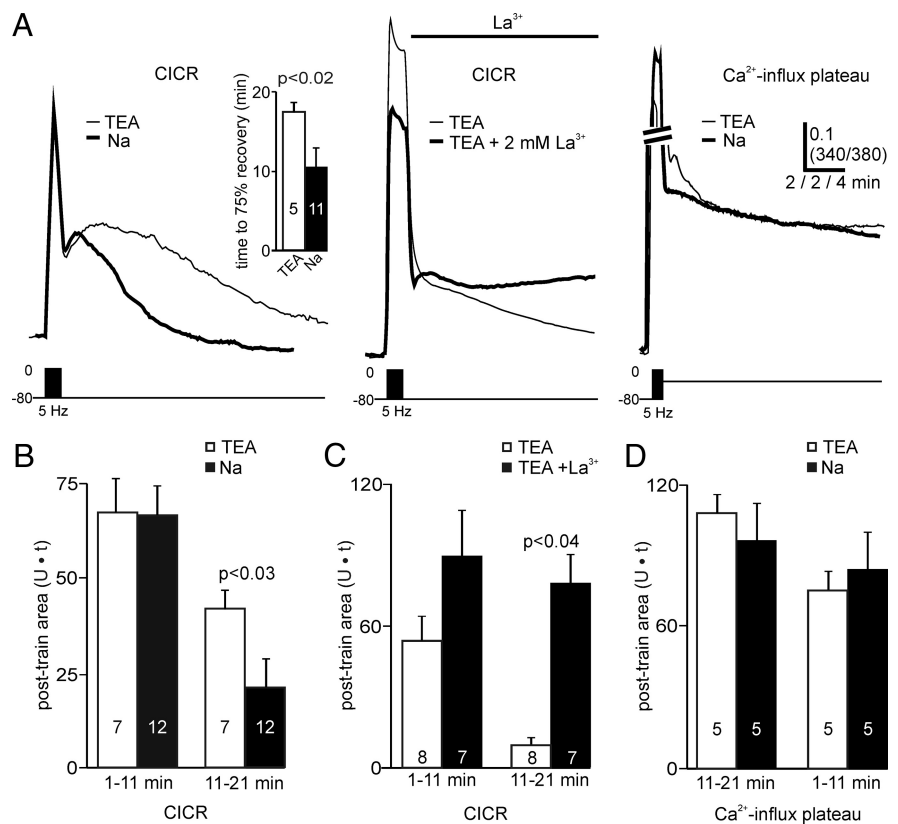 A
CICR
TEA
Na
p<0.02
time to 75% recovery (min)
20
10
0
5
11
TEA
Na
0
-80
5 Hz
La³⁺
CICR
TEA
TEA + 2 mM La³⁺
0
-80
5 Hz
Ca²⁺-influx plateau
TEA
Na
0.1
(340/380)
2 / 2 / 4 min
0
-80
5 Hz
B
TEA
Na
post-train area (U • t)
75
50
25
0
p<0.03
7
12
7
12
1-11 min
11-21 min
CICR
C
TEA
TEA +La³⁺
post-train area (U • t)
120
60
0
p<0.04
8
7
8
7
1-11 min
11-21 min
CICR
D
TEA
Na
post-train area (U • t)
120
60
0
5
5
5
5
11-21 min
1-11 min
Ca²⁺-influx plateau